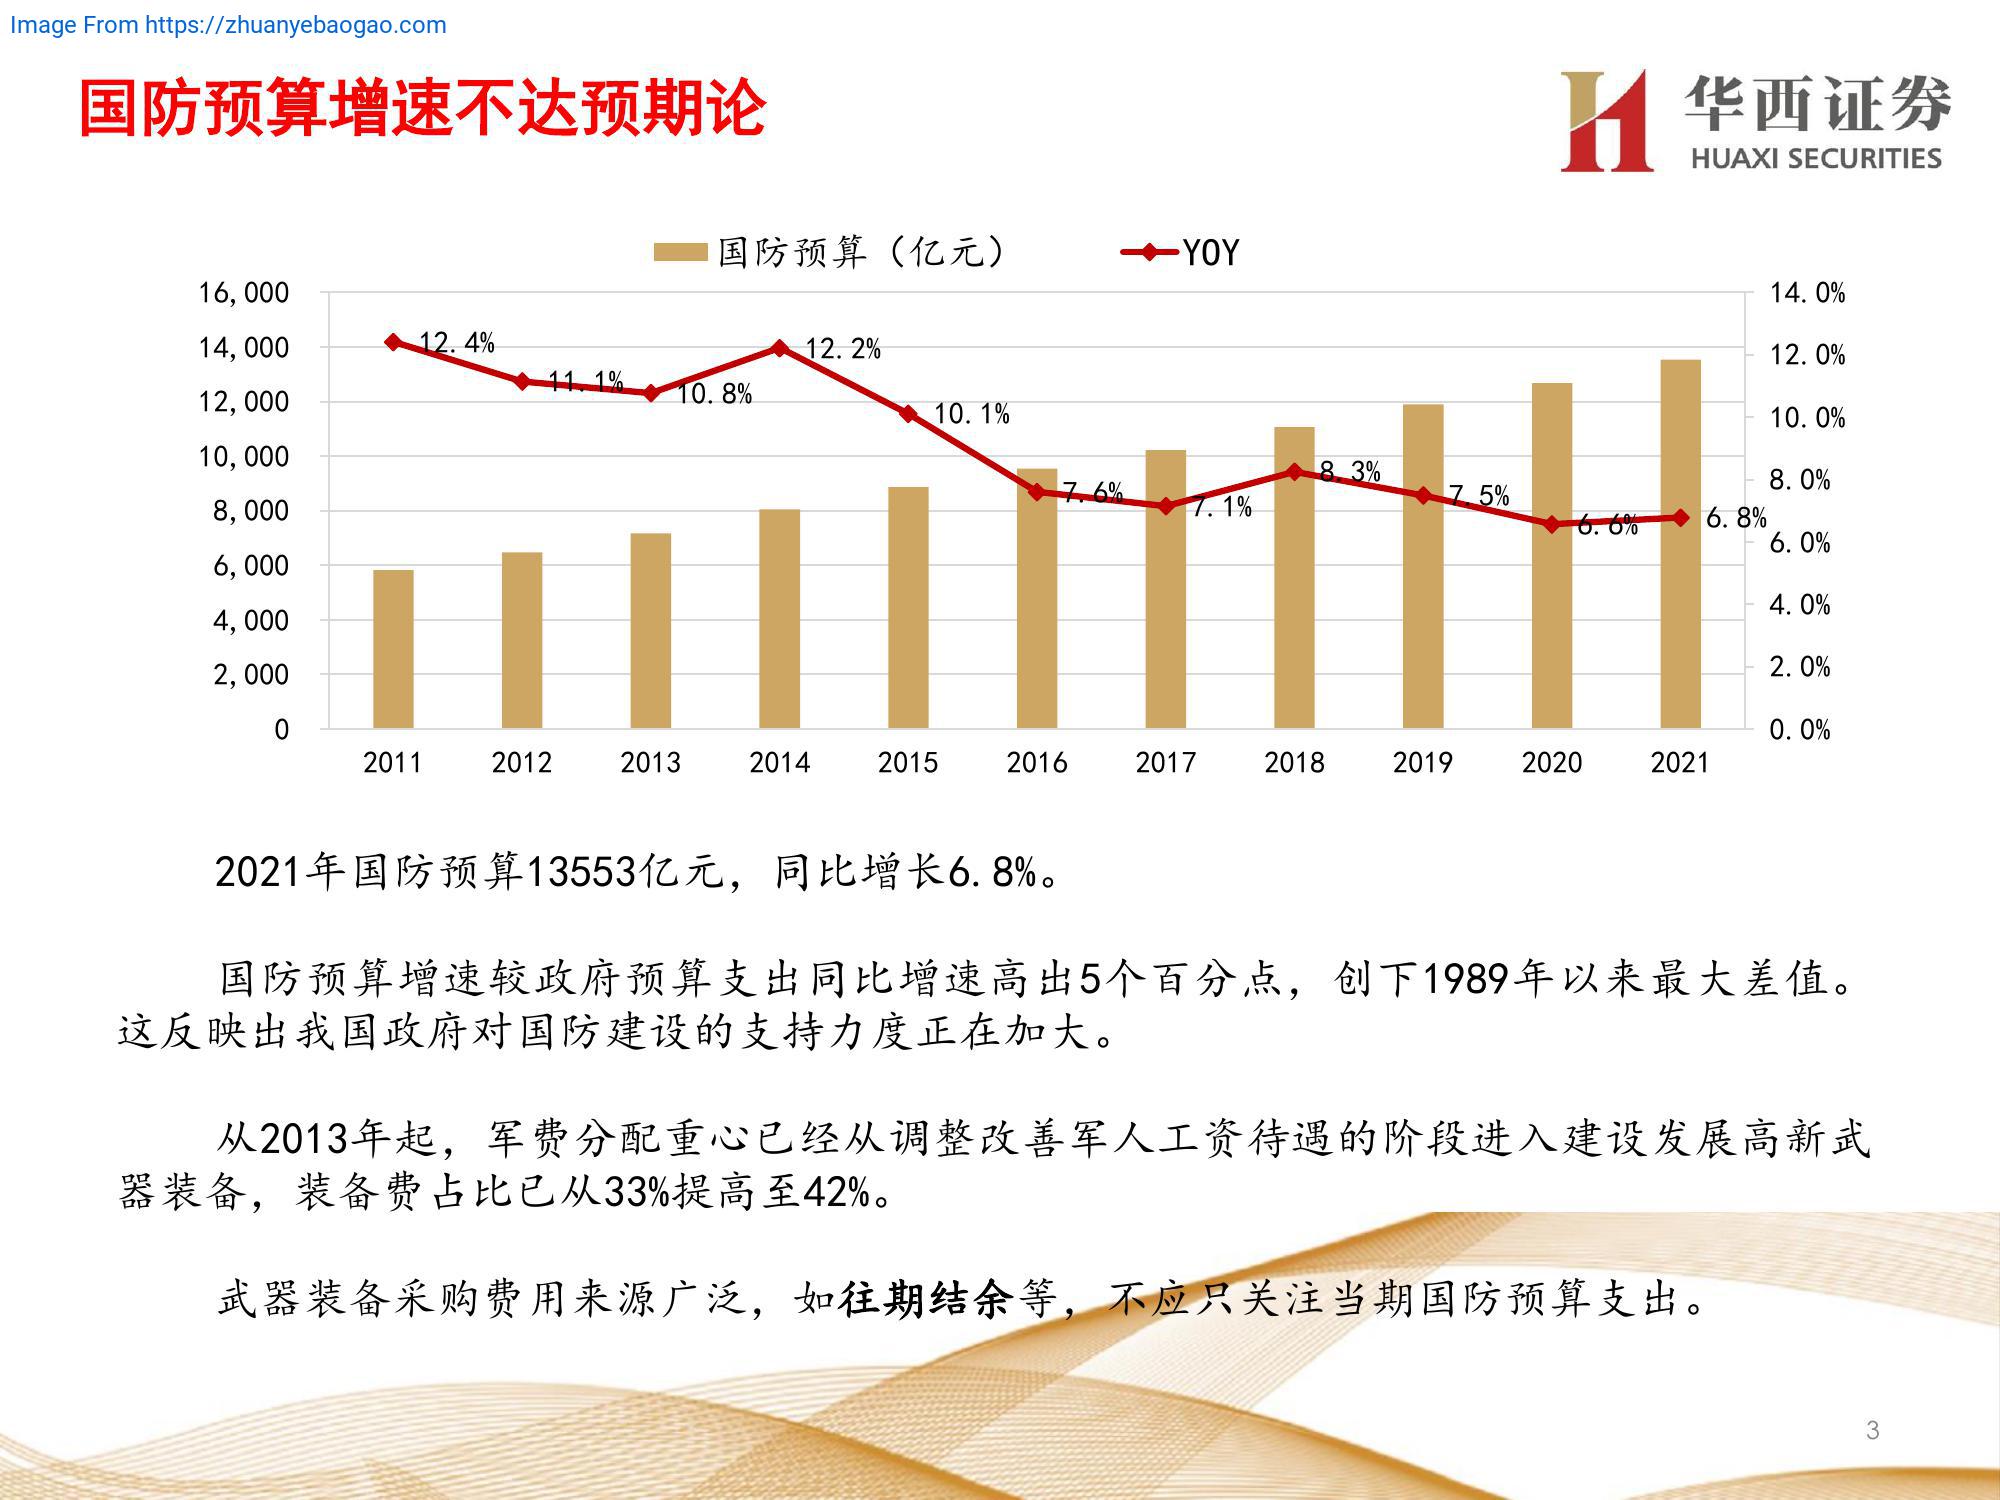 Image From https://zhuanyebaogao.com
国防预算增速不达预期论
华西证券
HUAXI SECURITIES
国防预算（亿元） YOY
16,000 14.0%
14,000 12.0%
12,000 10.0%
10,000 8.0%
8,000 6.0%
6,000 4.0%
4,000 2.0%
2,000 0.0%
0
12.4% 11.1% 10.8% 12.2% 10.1% 7.6% 7.1% 8.3% 7.5% 6.6% 6.8%
2011 2012 2013 2014 2015 2016 2017 2018 2019 2020 2021
2021年国防预算13553亿元，同比增长6.8%。
国防预算增速较政府预算支出同比增速高出5个百分点，创下1989年以来最大差值。
这反映出我国政府对国防建设的支持力度正在加大。
从2013年起，军费分配重心已经从调整改善军人工资待遇的阶段进入建设发展高新武
器装备，装备费占比已从33%提高至42%。
武器装备采购费用来源广泛，如往期结余等，不应只关注当期国防预算支出。
3